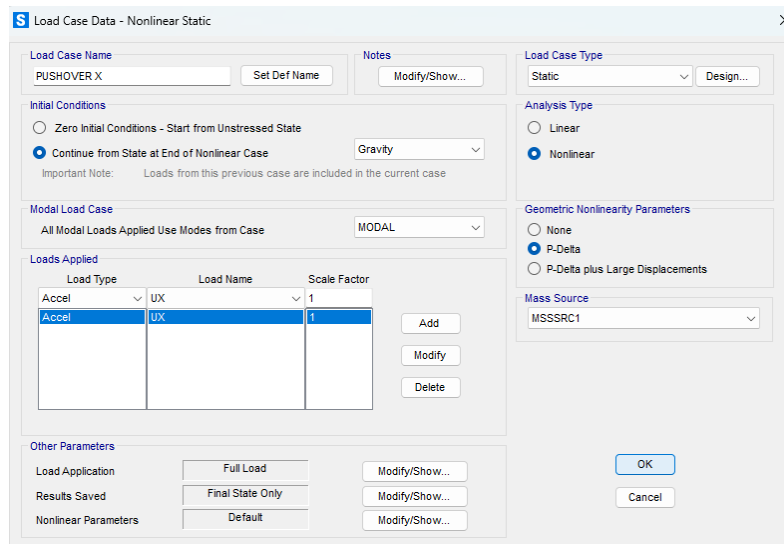 S Load Case Data - Nonlinear Static
Load Case Name
PUSHOVER X
Set Def Name
Notes
Modify/Show...
Load Case Type
Static
Design...
Initial Conditions
Zero Initial Conditions - Start from Unstressed State
Continue from State at End of Nonlinear Case
Gravity
Important Note: Loads from this previous case are included in the current case
Analysis Type
Linear
Nonlinear
Modal Load Case
All Modal Loads Applied Use Modes from Case
MODAL
Geometric Nonlinearity Parameters
None
P-Delta
P-Delta plus Large Displacements
Loads Applied
Load Type Load Name Scale Factor
Accel UX 1
Accel UX 1
Add
Modify
Delete
Mass Source
MSSSRC1
Other Parameters
Load Application Full Load Modify/Show...
Results Saved Final State Only Modify/Show...
Nonlinear Parameters Default Modify/Show...
OK
Cancel